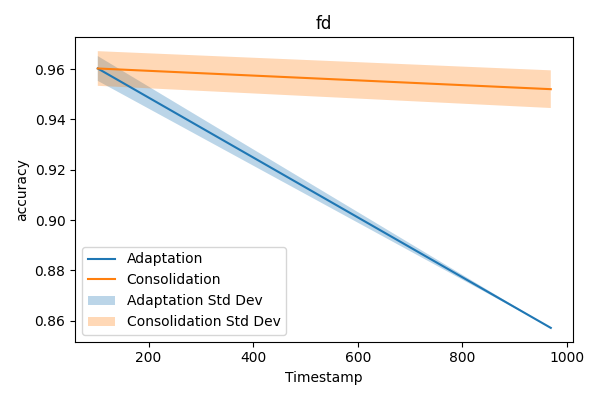 fd
accuracy
0.96
0.94
0.92
0.90
0.88
0.86
Adaptation
Consolidation
Adaptation Std Dev
Consolidation Std Dev
200 400 600 800 1000
Timestamp